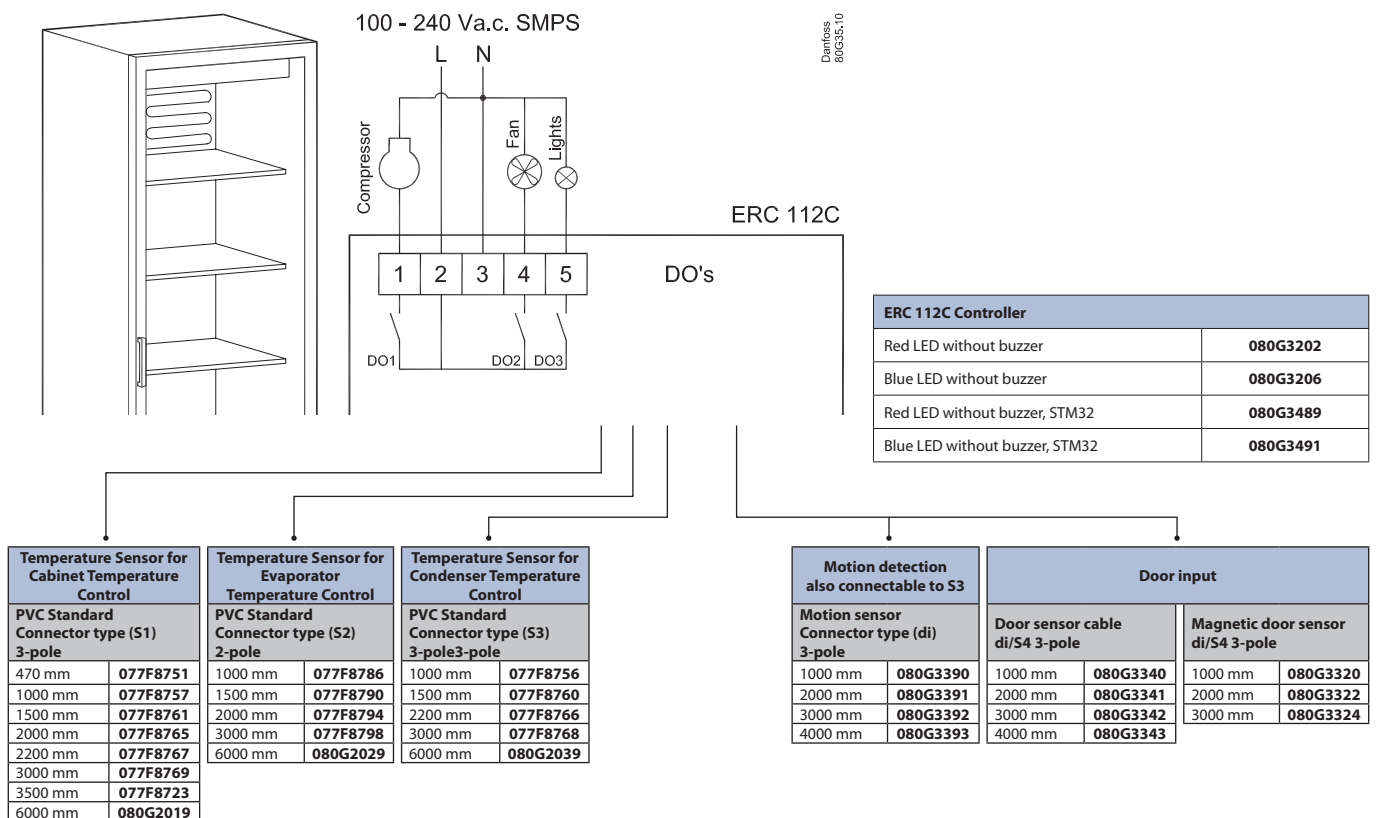 100 - 240 Va.c. SMPS
L N
Danfoss
80G35.10
Compressor
Fan
Lights
ERC 112C
1 2 3 4 5
DO's
DO1 DO2 DO3
ERC 112C Controller
Red LED without buzzer 080G3202
Blue LED without buzzer 080G3206
Red LED without buzzer, STM32 080G3489
Blue LED without buzzer, STM32 080G3491
Temperature Sensor for
Cabinet Temperature
Control
PVC Standard
Connector type (S1)
3-pole
470 mm 077F8751
1000 mm 077F8757
1500 mm 077F8761
2000 mm 077F8765
2200 mm 077F8767
3000 mm 077F8769
3500 mm 077F8723
6000 mm 080G2019
Temperature Sensor for
Evaporator
Temperature Control
PVC Standard
Connector type (S2)
2-pole
1000 mm 077F8786
1500 mm 077F8790
2000 mm 077F8794
3000 mm 077F8798
6000 mm 080G2029
Temperature Sensor for
Condenser Temperature
Control
PVC Standard
Connector type (S3)
3-pole3-pole
1000 mm 077F8756
1500 mm 077F8760
2200 mm 077F8766
3000 mm 077F8768
6000 mm 080G2039
Motion detection
also connectable to S3
Motion sensor
Connector type (di)
3-pole
1000 mm 080G3390
2000 mm 080G3391
3000 mm 080G3392
4000 mm 080G3393
Door input
Door sensor cable
di/S4 3-pole
1000 mm 080G3340
2000 mm 080G3341
3000 mm 080G3342
4000 mm 080G3343
Magnetic door sensor
di/S4 3-pole
1000 mm 080G3320
2000 mm 080G3322
3000 mm 080G3324